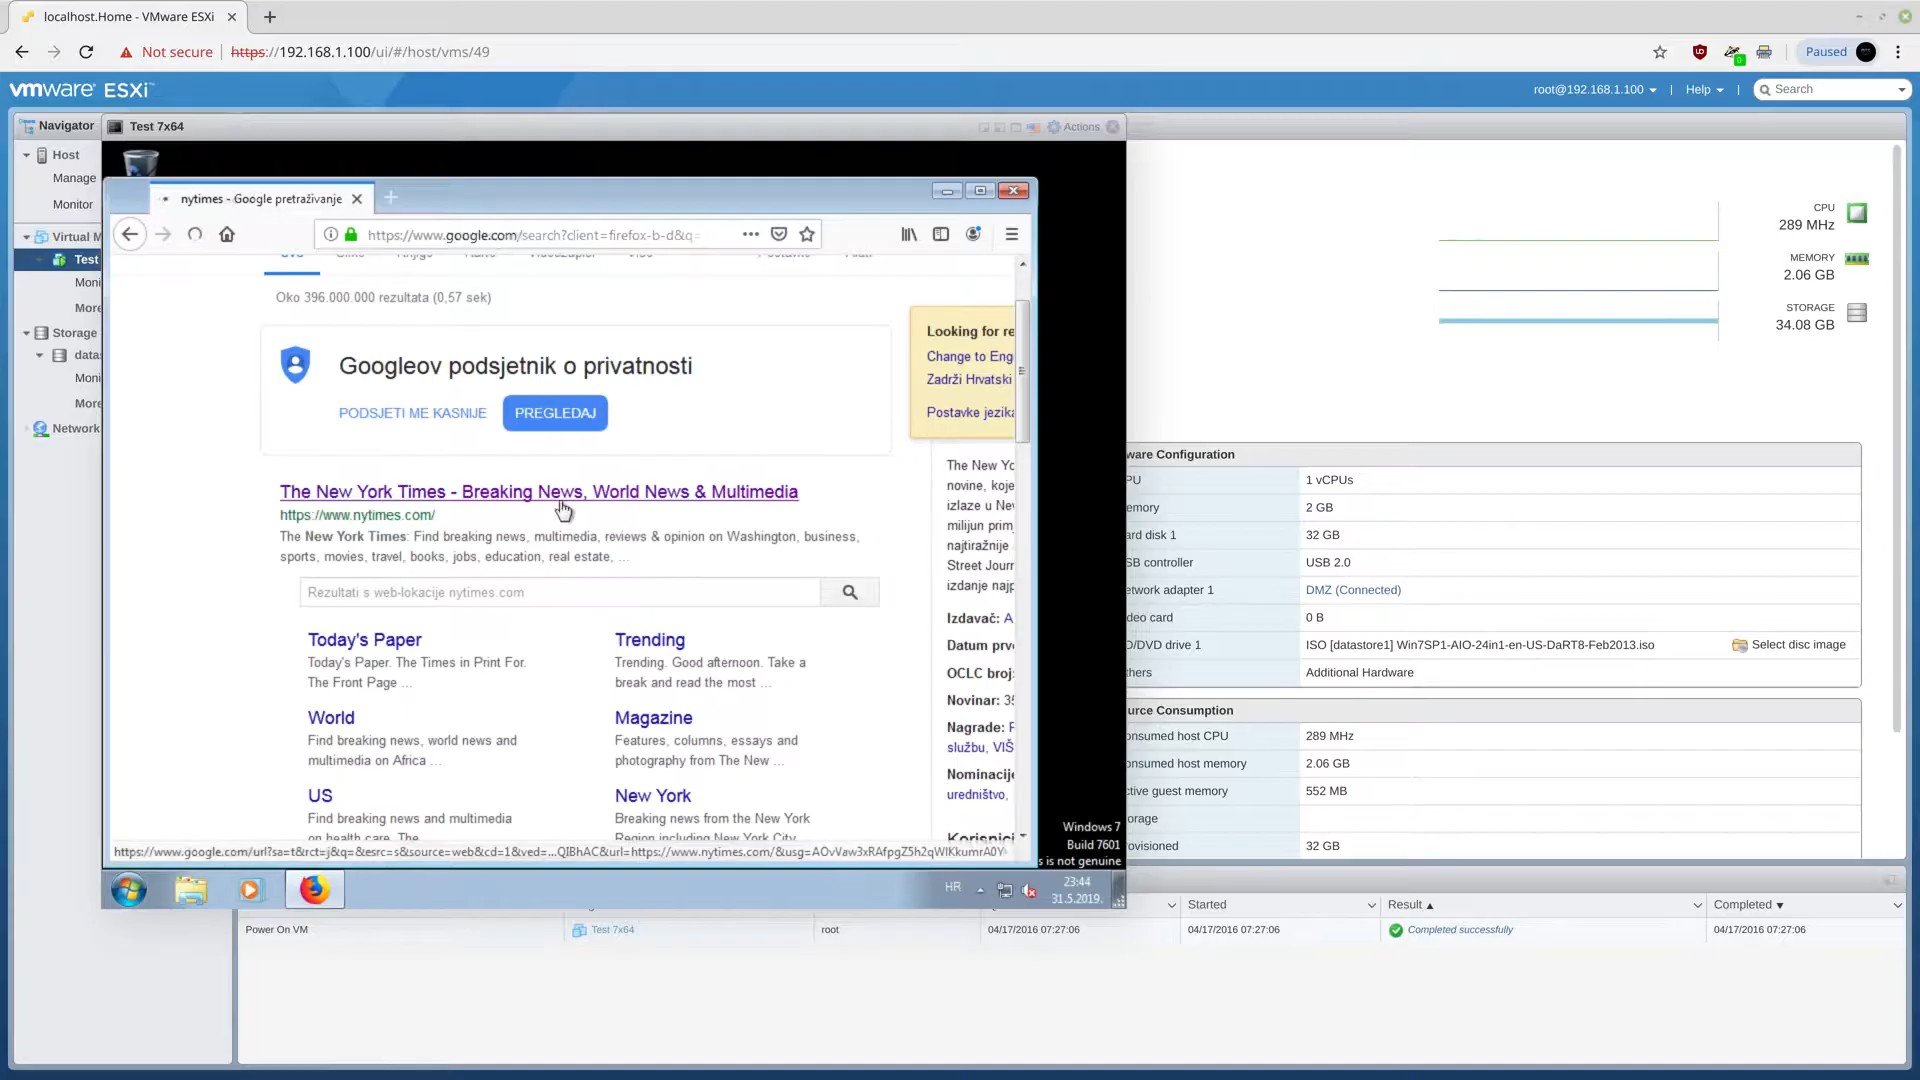 localhost.Home - VMware ESXi
Not secure
https://192.168.1.100/ui/#/host/vms/49
Paused
vmware ESXi™
root@192.168.1.100
Help
Search
Navigator
Host
Manage
Monitor
Virtual M
Test
Moni
More
Storage
datas
Moni
More
Network
Test 7x64
Actions
nytimes - Google pretraživanje
https://www.google.com/search?client=firefox-b-d&q=
Oko 396.000.000 rezultata (0,57 sek)
Googleov podsjetnik o privatnosti
PODSJETI ME KASNIJE
PREGLEDAJ
Looking for re
Change to Eng
Zadrži Hrvatski
Postavke jezika
The New York Times - Breaking News, World News & Multimedia
https://www.nytimes.com/
The New York Times: Find breaking news, multimedia, reviews & opinion on Washington, business,
sports, movies, travel, books, jobs, education, real estate, ...
Rezultati s web-lokacije nytimes.com
Today's Paper
Today's Paper. The Times in Print For.
The Front Page ...
Trending
Trending. Good afternoon. Take a
break and read the most ...
World
Find breaking news, world news and
multimedia on Africa ...
Magazine
Features, columns, essays and
photography from The New ...
US
Find breaking news and multimedia
on health care, The
New York
Breaking news from the New York
Region including New York City
The New Yo
novine, koje
izlaze u Nev
milijun prim
najtiražnije
Street Journ
izdanje najp
Izdavač: A
Datum prv
OCLC broj:
Novinar: 35
Nagrade: P
službu, VIŠ
Nominacije
uredništvo,
Korisnici
https://www.google.com/url?sa=t&rct=j&q=&esrc=s&source=web&cd=1&ved=...QIBhAC&url=https://www.nytimes.com/&usg=AOvVaw3xRAfpgZ5h2qWIKkumrA0Y
Windows 7
Build 7601
s is not genuine
HR
23:44
31.5.2019.
CPU
289 MHz
MEMORY
2.06 GB
STORAGE
34.08 GB
ware Configuration
PU
1 vCPUs
emory
2 GB
ard disk 1
32 GB
SB controller
USB 2.0
etwork adapter 1
DMZ (Connected)
deo card
0 B
D/DVD drive 1
ISO [datastore1] Win7SP1-AIO-24in1-en-US-DaRT8-Feb2013.iso
Select disc image
thers
Additional Hardware
urce Consumption
onsumed host CPU
289 MHz
onsumed host memory
2.06 GB
ctive guest memory
552 MB
orage
rovisioned
32 GB
Started
Result
Completed
Power On VM
Test 7x64
root
04/17/2016 07:27:06
04/17/2016 07:27:06
Completed successfully
04/17/2016 07:27:06